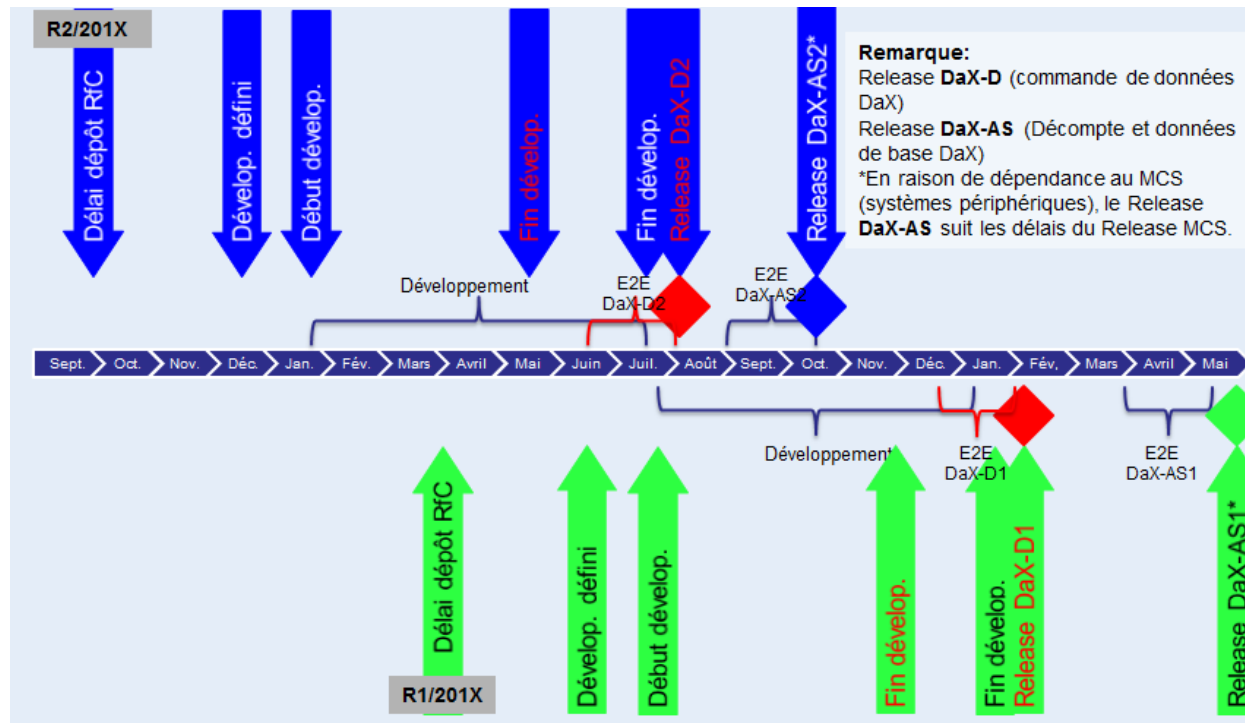 R2/201X
Délai dépôt RfC
Dévelop. défini
Début dévelop.
Fin dévelop.
Fin dévelop.
Release DaX-D2
Release DaX-AS2*
Remarque:
Release DaX-D (commande de données
DaX)
Release DaX-AS (Décompte et données
de base DaX)
*En raison de dépendance au MCS
(systèmes périphériques), le Release
DaX-AS suit les délais du Release MCS.
Développement
E2E
DaX-D2
E2E
DaX-AS2
Sept. Oct. Nov. Déc. Jan. Fév. Mars Avril Mai Juin Juil. Août Sept. Oct. Nov. Déc. Jan. Fév, Mars Avril Mai
Développement
E2E
DaX-D1
E2E
DaX-AS1
Délai dépôt RfC
Dévelop. défini
Début dévelop.
Fin dévelop.
Fin dévelop.
Release DaX-D1
Release DaX-AS1*
R1/201X